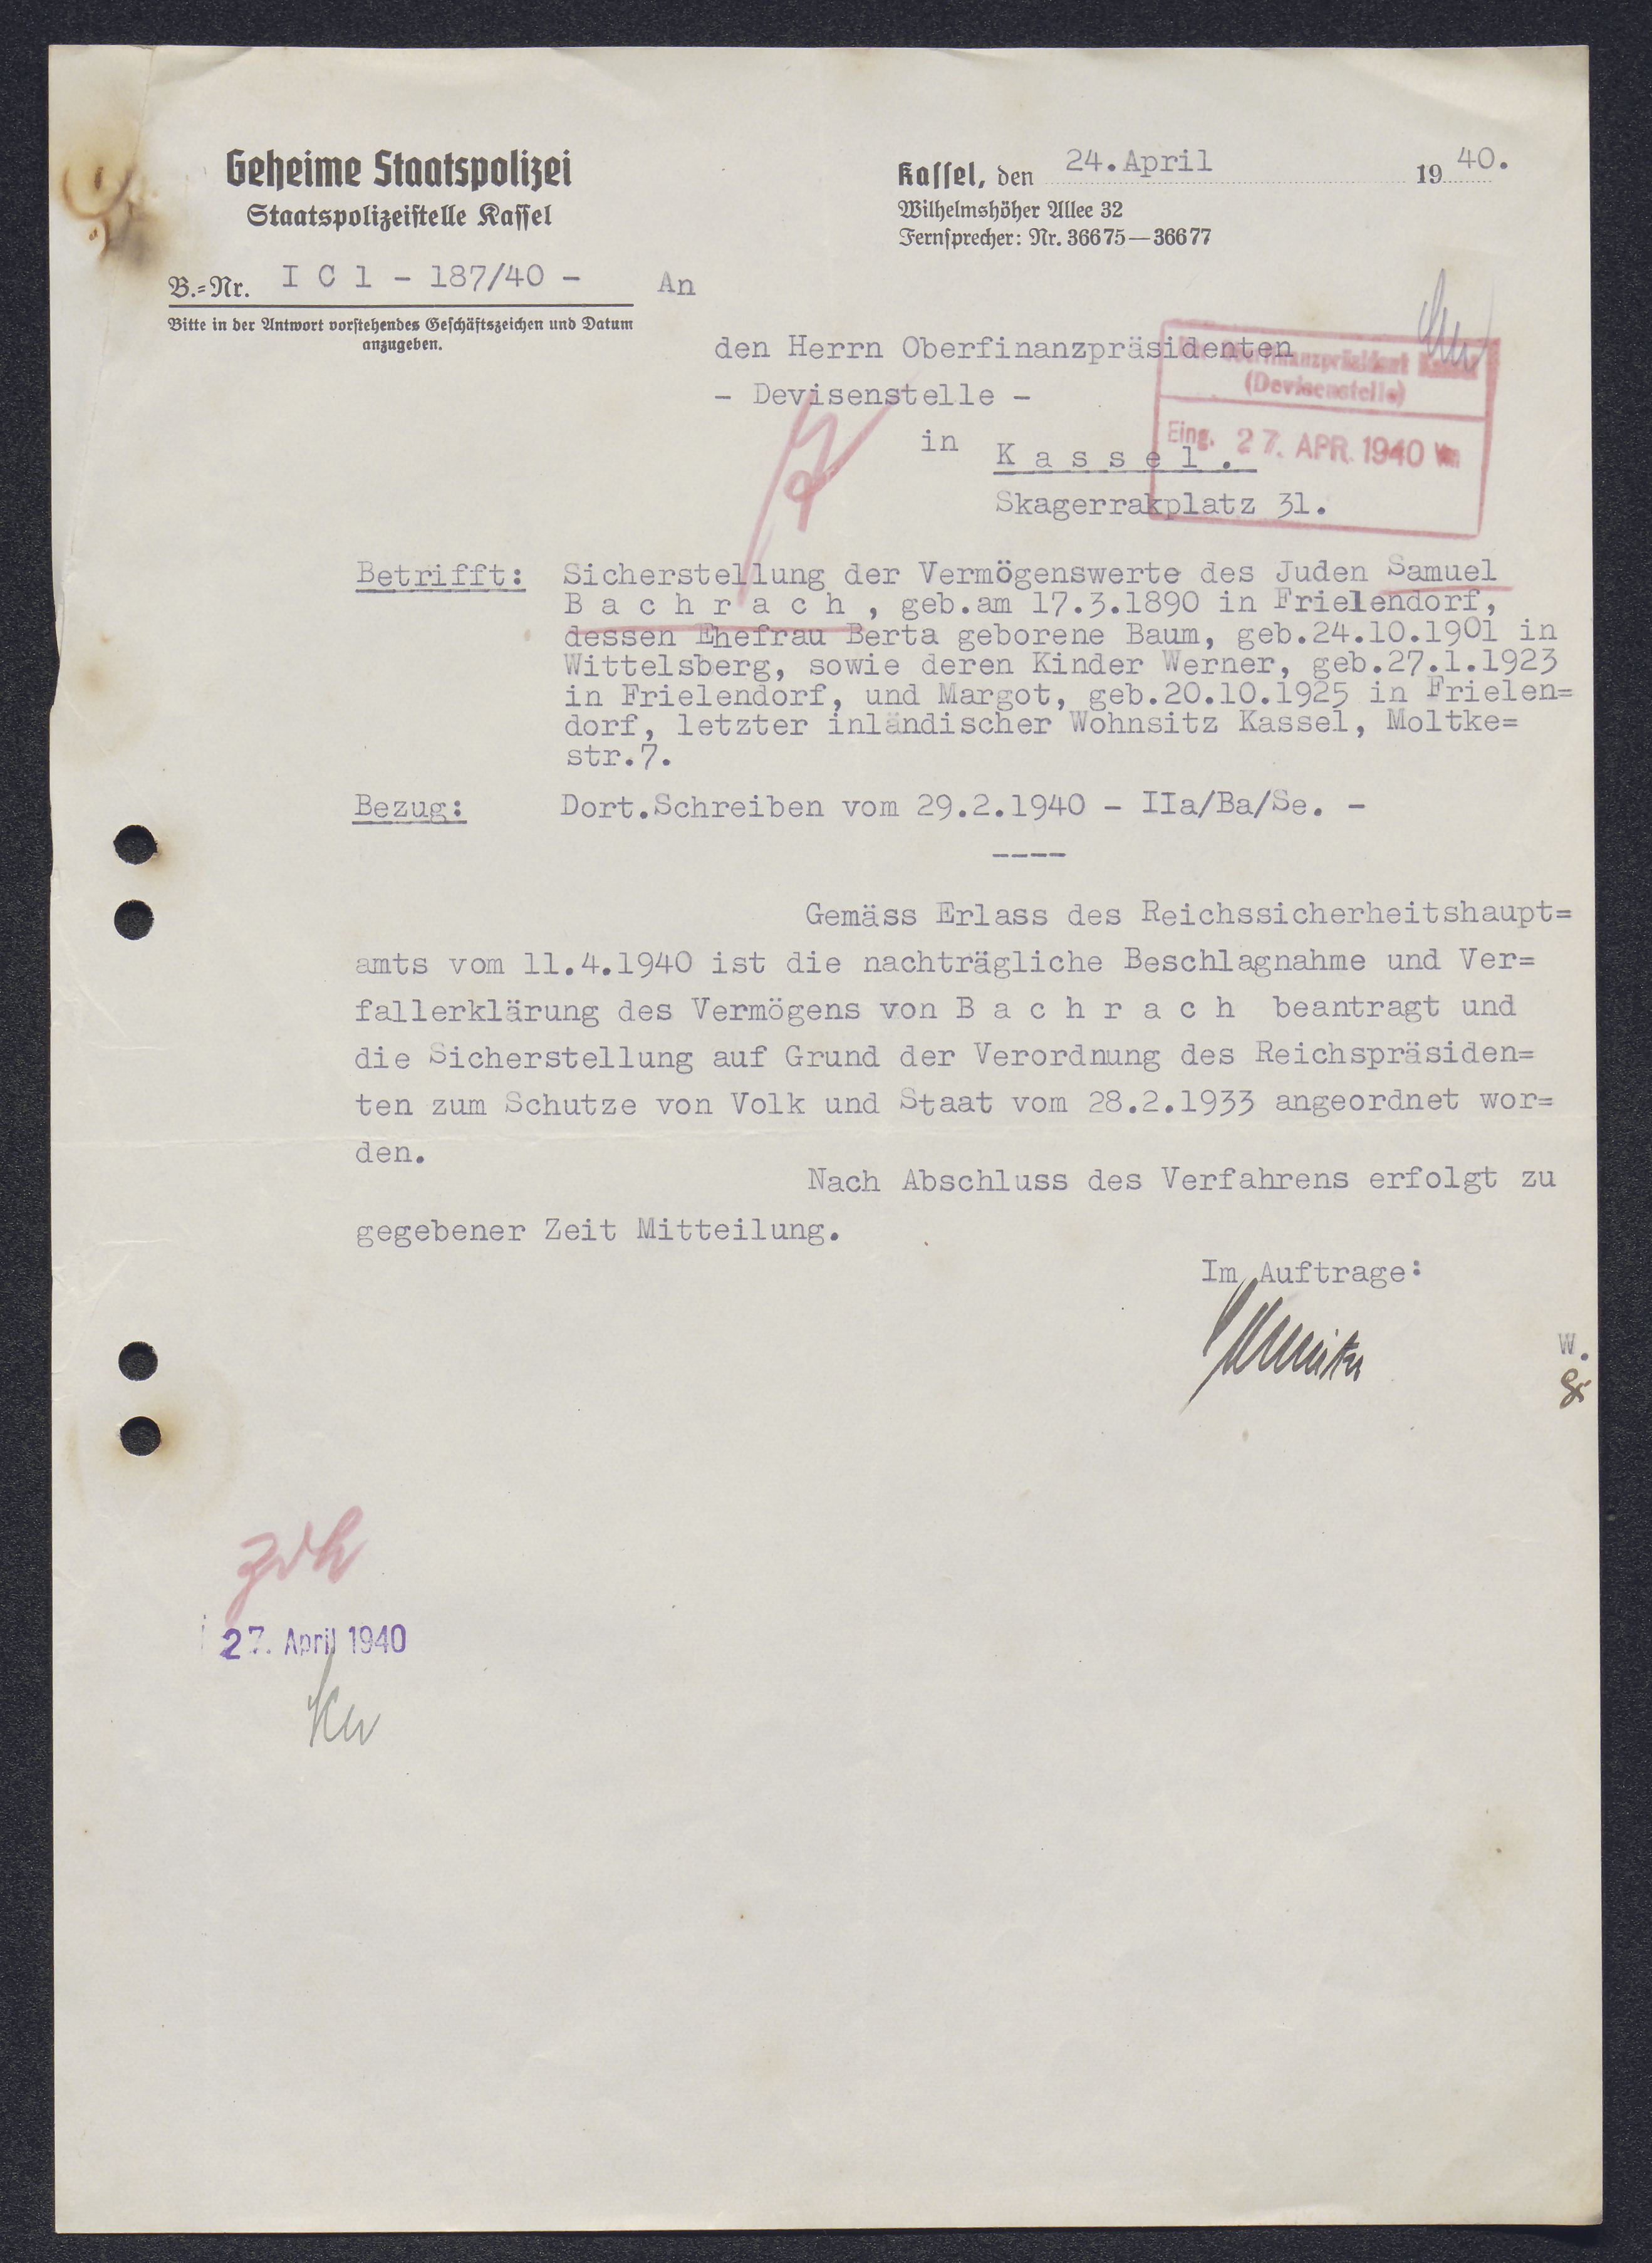 Geheime Staatspolizei
Staatspolizeistelle Kassel
Kassel, den 24.April 1940.
Wilhelmshöher Allee 32
Fernsprecher: Nr. 36675—36677
B.=Nr. I C 1 - 187/40 -
Bitte in der Antwort vorstehendes Geschäftszeichen und Datum
anzugeben.
An
den Herrn Oberfinanzpräsidenten
- Devisenstelle -
in K a s s e l .
Skagerrakplatz 31.
Oberfinanzpräsident Kassel
(Devisenstelle)
Eing. 27. APR. 1940
Betrifft: Sicherstellung der Vermögenswerte des Juden Samuel
B a c h r a c h , geb.am 17.3.1890 in Frielendorf,
dessen Ehefrau Berta geborene Baum, geb.24.10.1901 in
Wittelsberg, sowie deren Kinder Werner, geb.27.1.1923
in Frielendorf, und Margot, geb.20.10.1925 in Frielen=
dorf, letzter inländischer Wohnsitz Kassel, Moltke=
str.7.
Bezug: Dort.Schreiben vom 29.2.1940 - IIa/Ba/Se. -
----
Gemäss Erlass des Reichssicherheitshaupt=
amts vom 11.4.1940 ist die nachträgliche Beschlagnahme und Ver=
fallerklärung des Vermögens von B a c h r a c h beantragt und
die Sicherstellung auf Grund der Verordnung des Reichspräsiden=
ten zum Schutze von Volk und Staat vom 28.2.1933 angeordnet wor=
den.
Nach Abschluss des Verfahrens erfolgt zu
gegebener Zeit Mitteilung.
Im Auftrage:
W.
27. April 1940